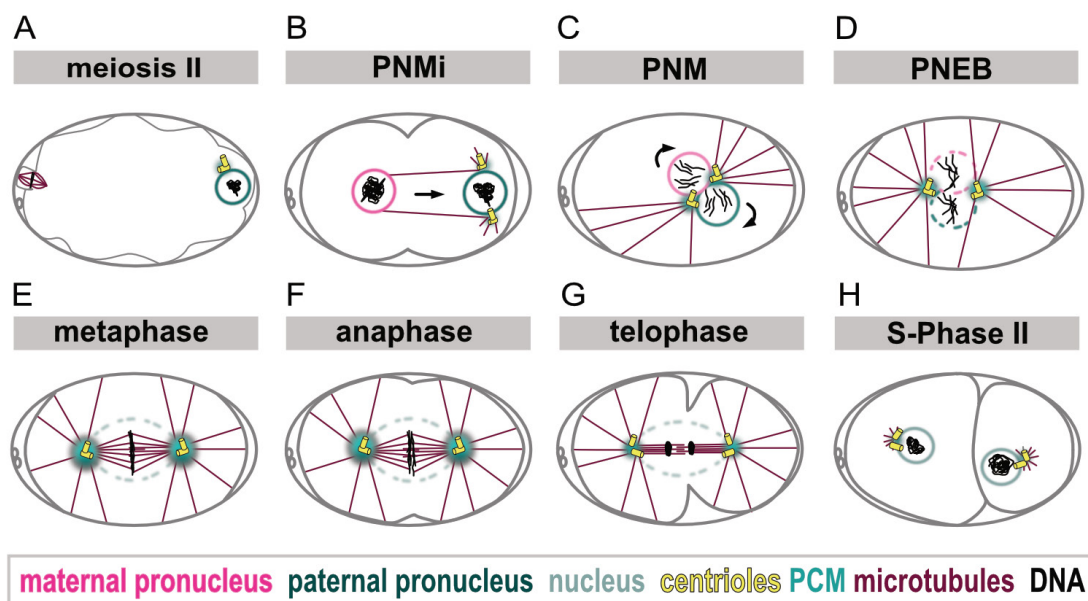 A B C D
meiosis II PNMi PNM PNEB
E F G H
metaphase anaphase telophase S-Phase II
maternal pronucleus paternal pronucleus nucleus centrioles PCM microtubules DNA